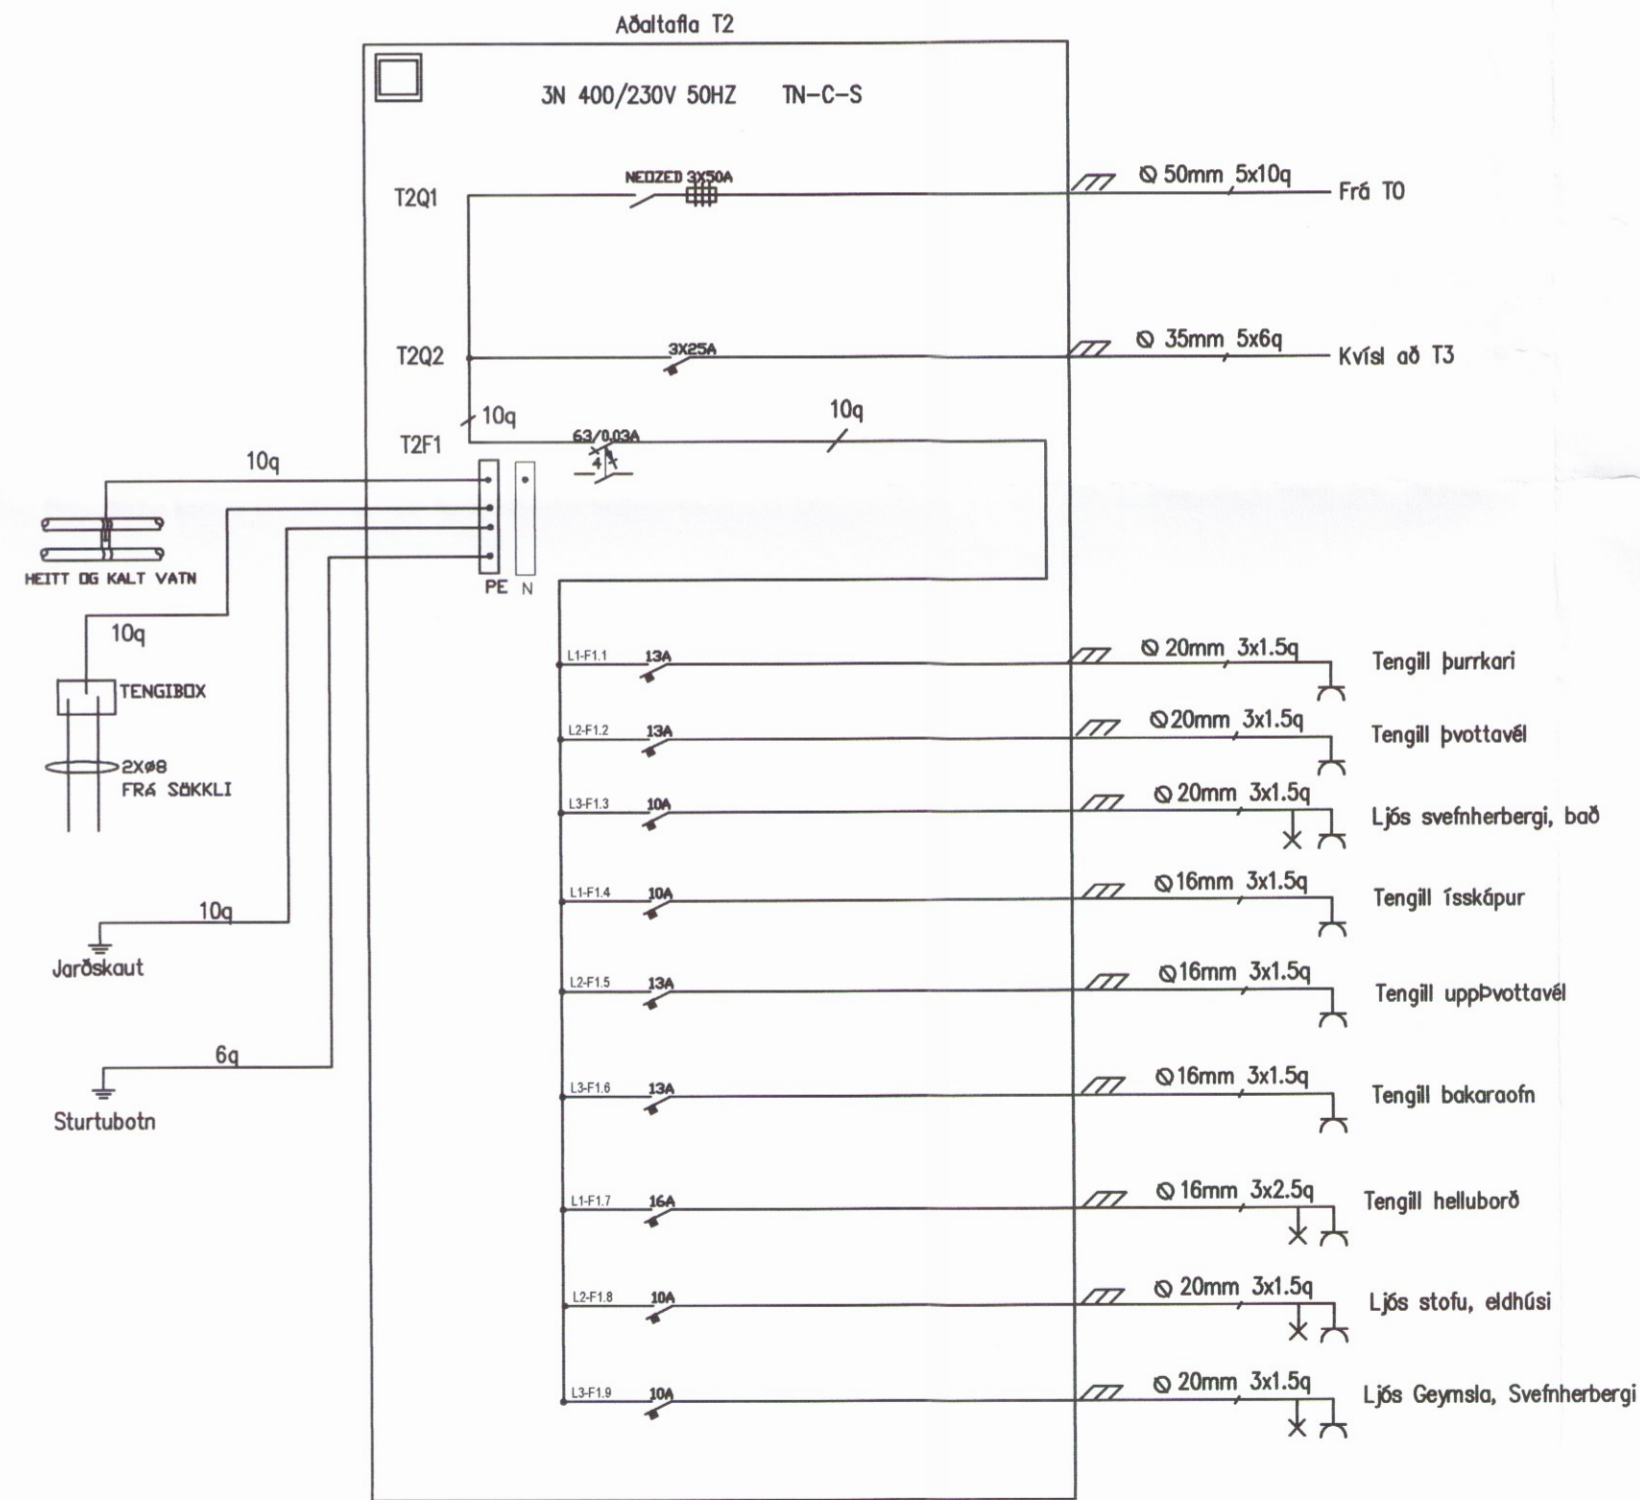 Aðaltafla T2
3N 400/230V 50HZ TN-C-S
T2Q1
NEOZED 3X50A
Ø 50mm 5x10q
Frá T0
T2Q2
3X25A
Ø 35mm 5x6q
Kvísl að T3
10q
T2F1
63/0,03A
4
10q
10q
HEITT OG KALT VATN
PE N
10q
TENGIBOX
2Xø8
FRÁ SÖKKLI
10q
Jarðskaut
6q
Sturtubotn
L1-F1.1 13A Ø 20mm 3x1.5q Tengill þurrkari
L2-F1.2 13A Ø 20mm 3x1.5q Tengill þvottavél
L3-F1.3 10A Ø 20mm 3x1.5q Ljós svefnherbergi, bað
L1-F1.4 10A Ø 16mm 3x1.5q Tengill ísskápur
L2-F1.5 13A Ø 16mm 3x1.5q Tengill uppÞvottavél
L3-F1.6 13A Ø 16mm 3x1.5q Tengill bakaraofn
L1-F1.7 16A Ø 16mm 3x2.5q Tengill helluborð
L2-F1.8 10A Ø 20mm 3x1.5q Ljós stofu, eldhúsi
L3-F1.9 10A Ø 20mm 3x1.5q Ljós Geymsla, Svefnherbergi